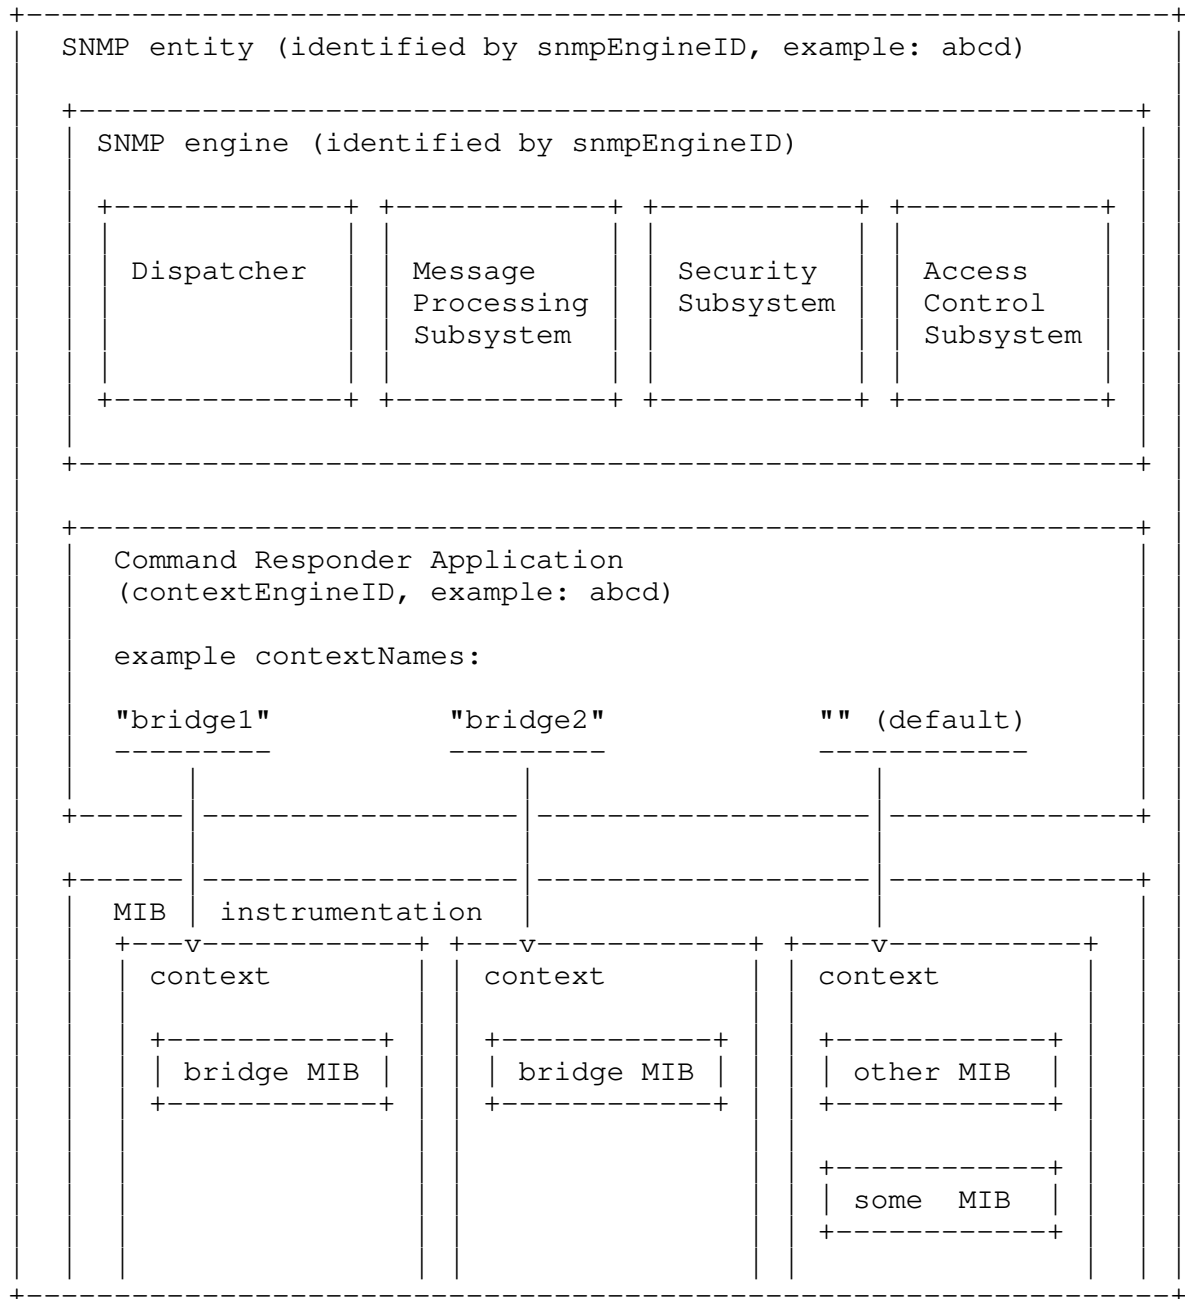 SNMP entity (identified by snmpEngineID, example: abcd)
SNMP engine (identified by snmpEngineID)
Dispatcher Message Security Access
Processing Subsystem Control
Subsystem Subsystem
Command Responder Application
(contextEngineID, example: abcd)
example contextNames:
"bridge1" "bridge2" "" (default)
MIB instrumentation
context context context
bridge MIB bridge MIB other MIB
some MIB